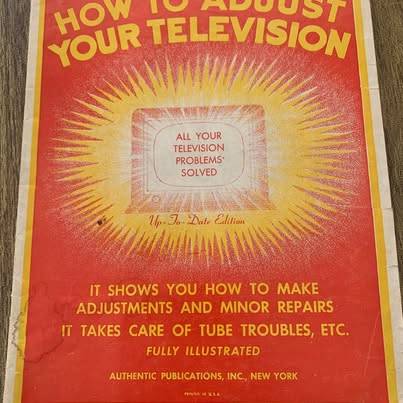 HOW TO ADJUST
YOUR TELEVISION
ALL YOUR
TELEVISION
PROBLEMS
SOLVED
Up-To-Date Edition
IT SHOWS YOU HOW TO MAKE
ADJUSTMENTS AND MINOR REPAIRS
IT TAKES CARE OF TUBE TROUBLES, ETC.
FULLY ILLUSTRATED
AUTHENTIC PUBLICATIONS, INC., NEW YORK
PRINTED IN U.S.A.